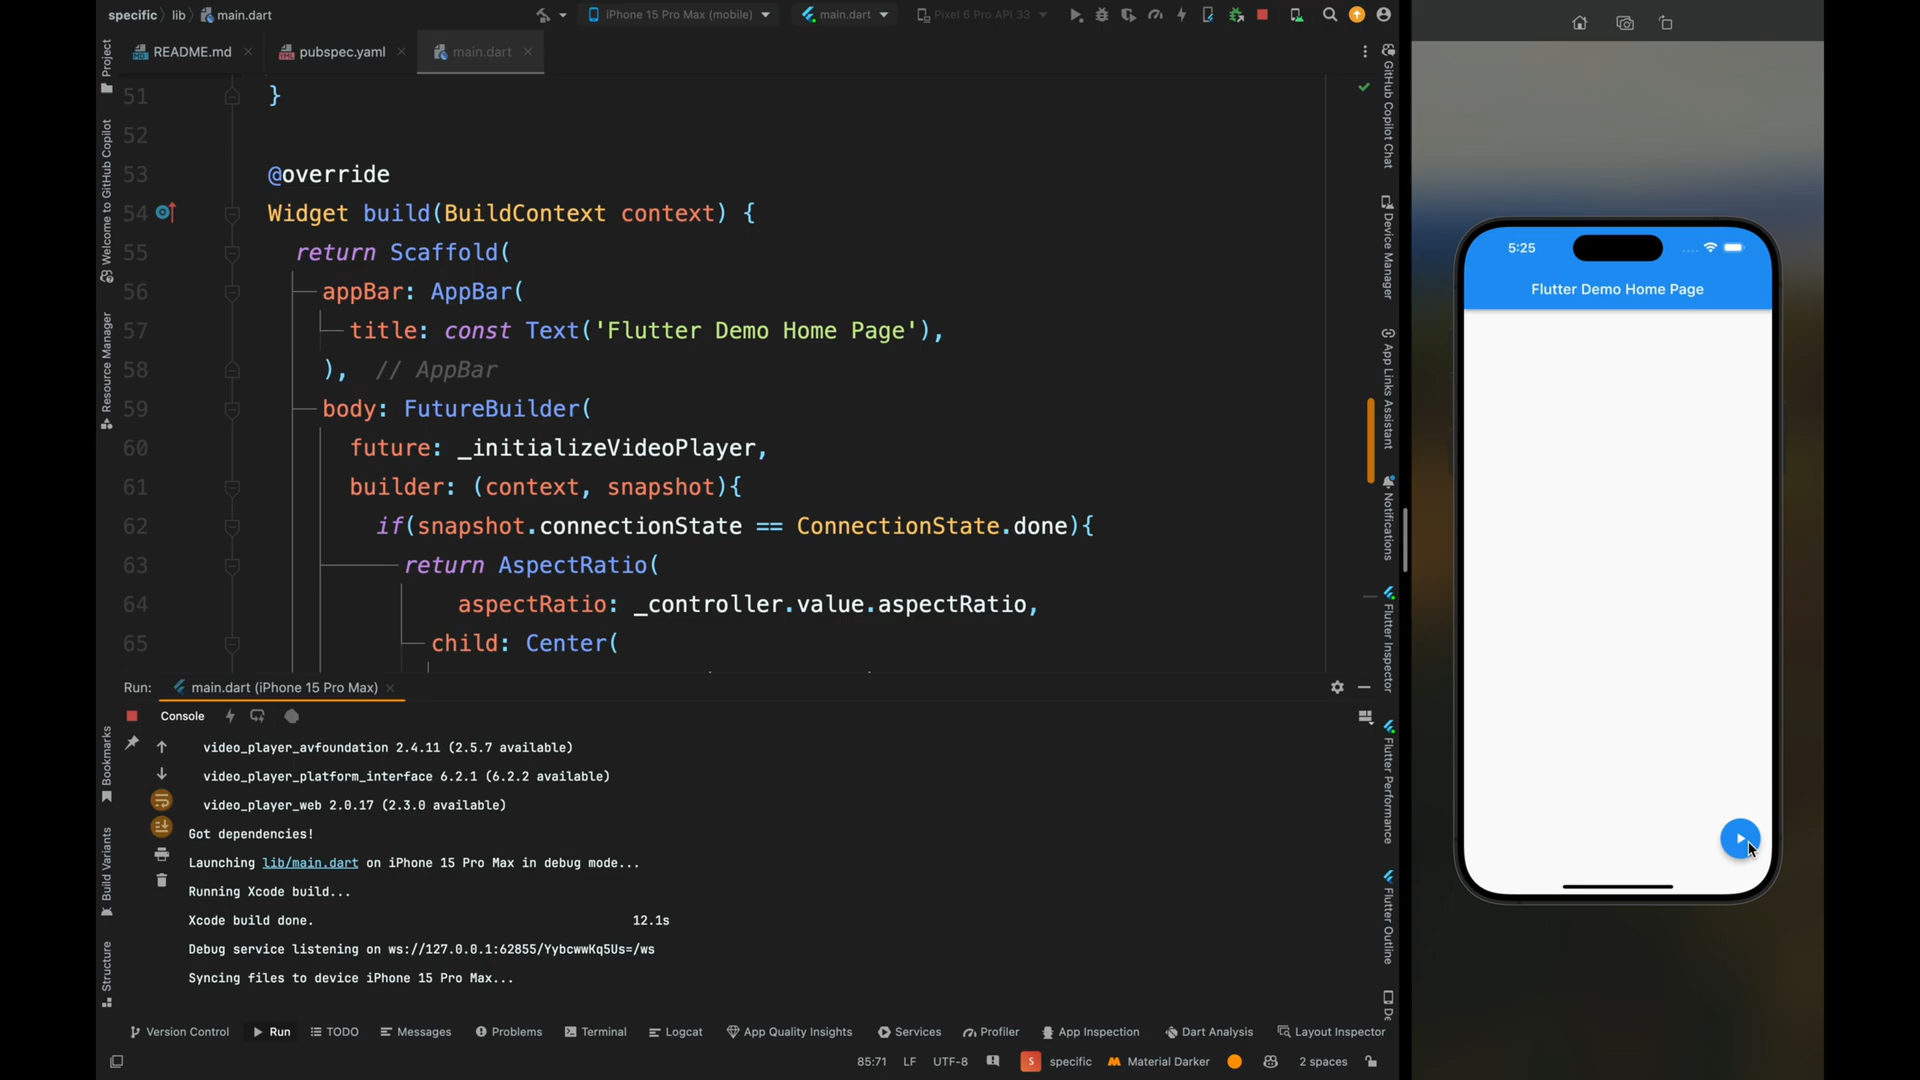 specific lib main.dart
iPhone 15 Pro Max (mobile)
main.dart
Pixel 6 Pro API 33
README.md
pubspec.yaml
main.dart
51 }
52
53 @override
54 Widget build(BuildContext context) {
55 return Scaffold(
56 appBar: AppBar(
57 title: const Text('Flutter Demo Home Page'),
58 ), // AppBar
59 body: FutureBuilder(
60 future: _initializeVideoPlayer,
61 builder: (context, snapshot){
62 if(snapshot.connectionState == ConnectionState.done){
63 return AspectRatio(
64 aspectRatio: _controller.value.aspectRatio,
65 child: Center(
Project
Welcome to GitHub Copilot
Resource Manager
Bookmarks
Build Variants
Structure
Run: main.dart (iPhone 15 Pro Max)
Console
video_player_avfoundation 2.4.11 (2.5.7 available)
video_player_platform_interface 6.2.1 (6.2.2 available)
video_player_web 2.0.17 (2.3.0 available)
Got dependencies!
Launching lib/main.dart on iPhone 15 Pro Max in debug mode...
Running Xcode build...
Xcode build done. 12.1s
Debug service listening on ws://127.0.0.1:62855/YybcwwKq5Us=/ws
Syncing files to device iPhone 15 Pro Max...
Version Control Run TODO Messages Problems Terminal Logcat App Quality Insights Services Profiler App Inspection Dart Analysis Layout Inspector
85:71 LF UTF-8 S specific Material Darker 2 spaces
GitHub Copilot Chat
Device Manager
App Links Assistant
Notifications
Flutter Inspector
Flutter Performance
Flutter Outline
De
5:25
Flutter Demo Home Page